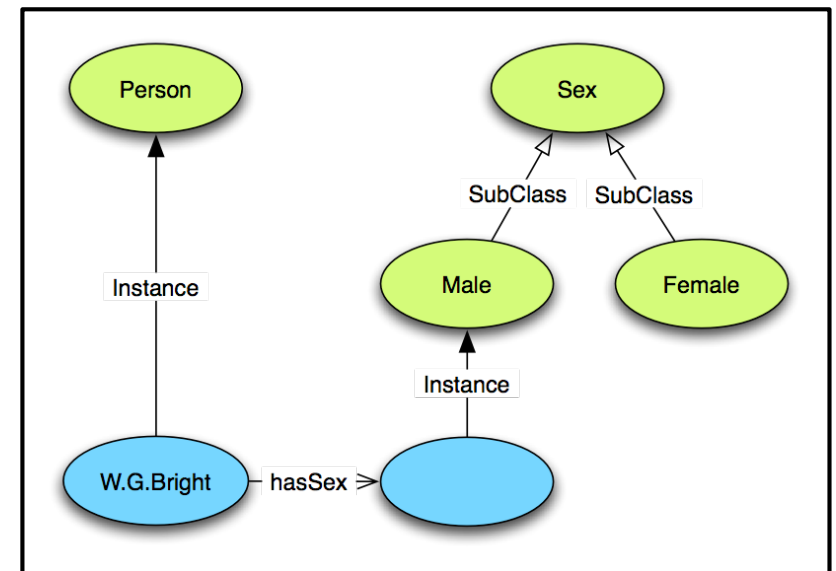 Person
Sex
SubClass
SubClass
Instance
Male
Female
Instance
W.G.Bright
hasSex